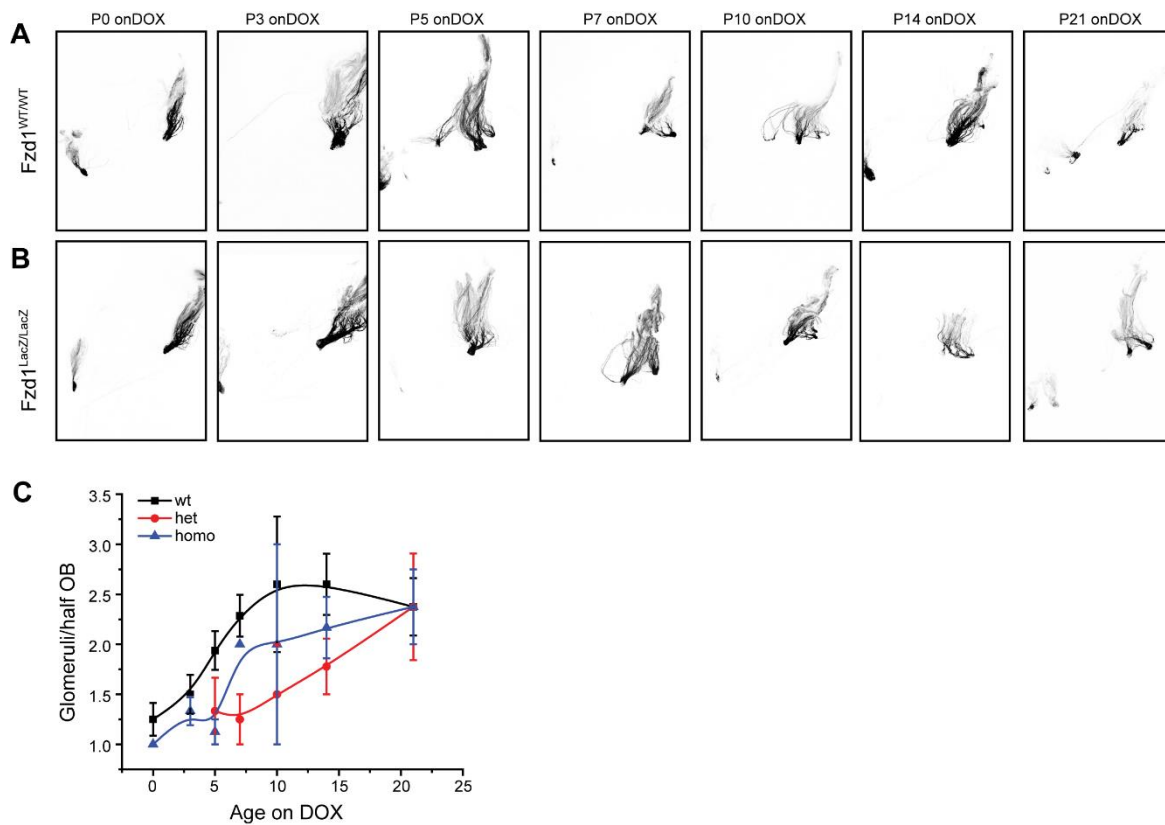 P0 onDOX P3 onDOX P5 onDOX P7 onDOX P10 onDOX P14 onDOX P21 onDOX
A
Fzd1WT/WT
B
Fzd1LacZ/LacZ
C
wt
het
homo
Glomeruli/half OB
3.5
3.0
2.5
2.0
1.5
1.0
0 5 10 15 20 25
Age on DOX